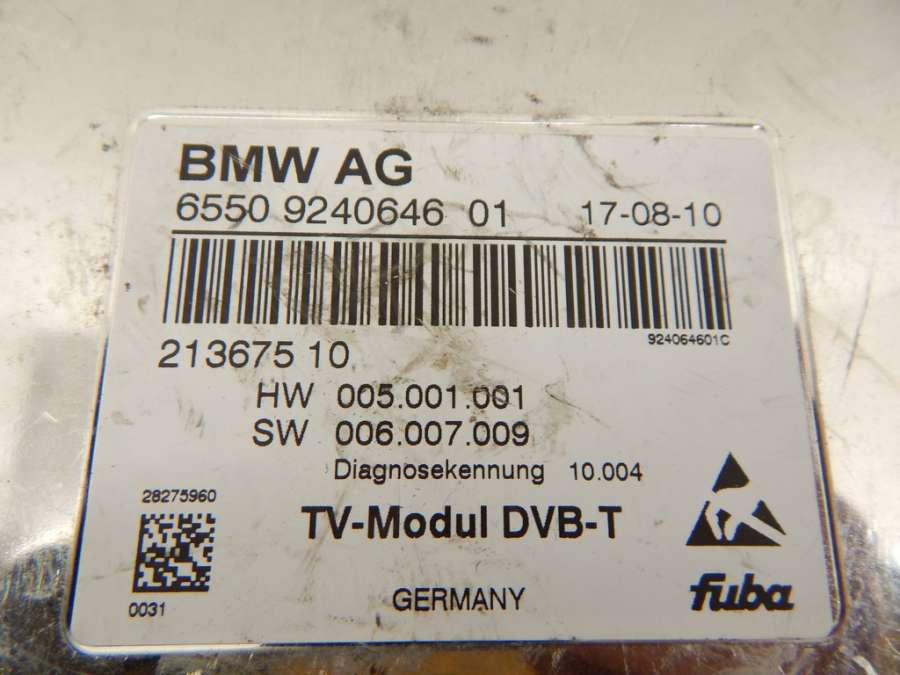 BMW AG
6550 9240646 01 17-08-10
924064601C
213675 10
HW 005.001.001
SW 006.007.009
Diagnosekennung 10.004
28275960
TV-Modul DVB-T
0031
GERMANY
fuba